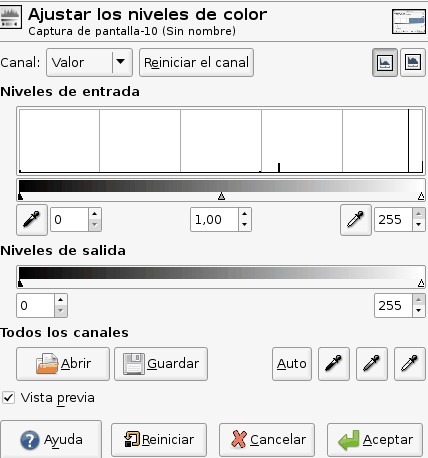 Ajustar los niveles de color
Captura de pantalla-10 (Sin nombre)
Canal: Valor Reiniciar el canal
Niveles de entrada
0 1,00 255
Niveles de salida
0 255
Todos los canales
Abrir Guardar Auto
Vista previa
Ayuda Reiniciar Cancelar Aceptar